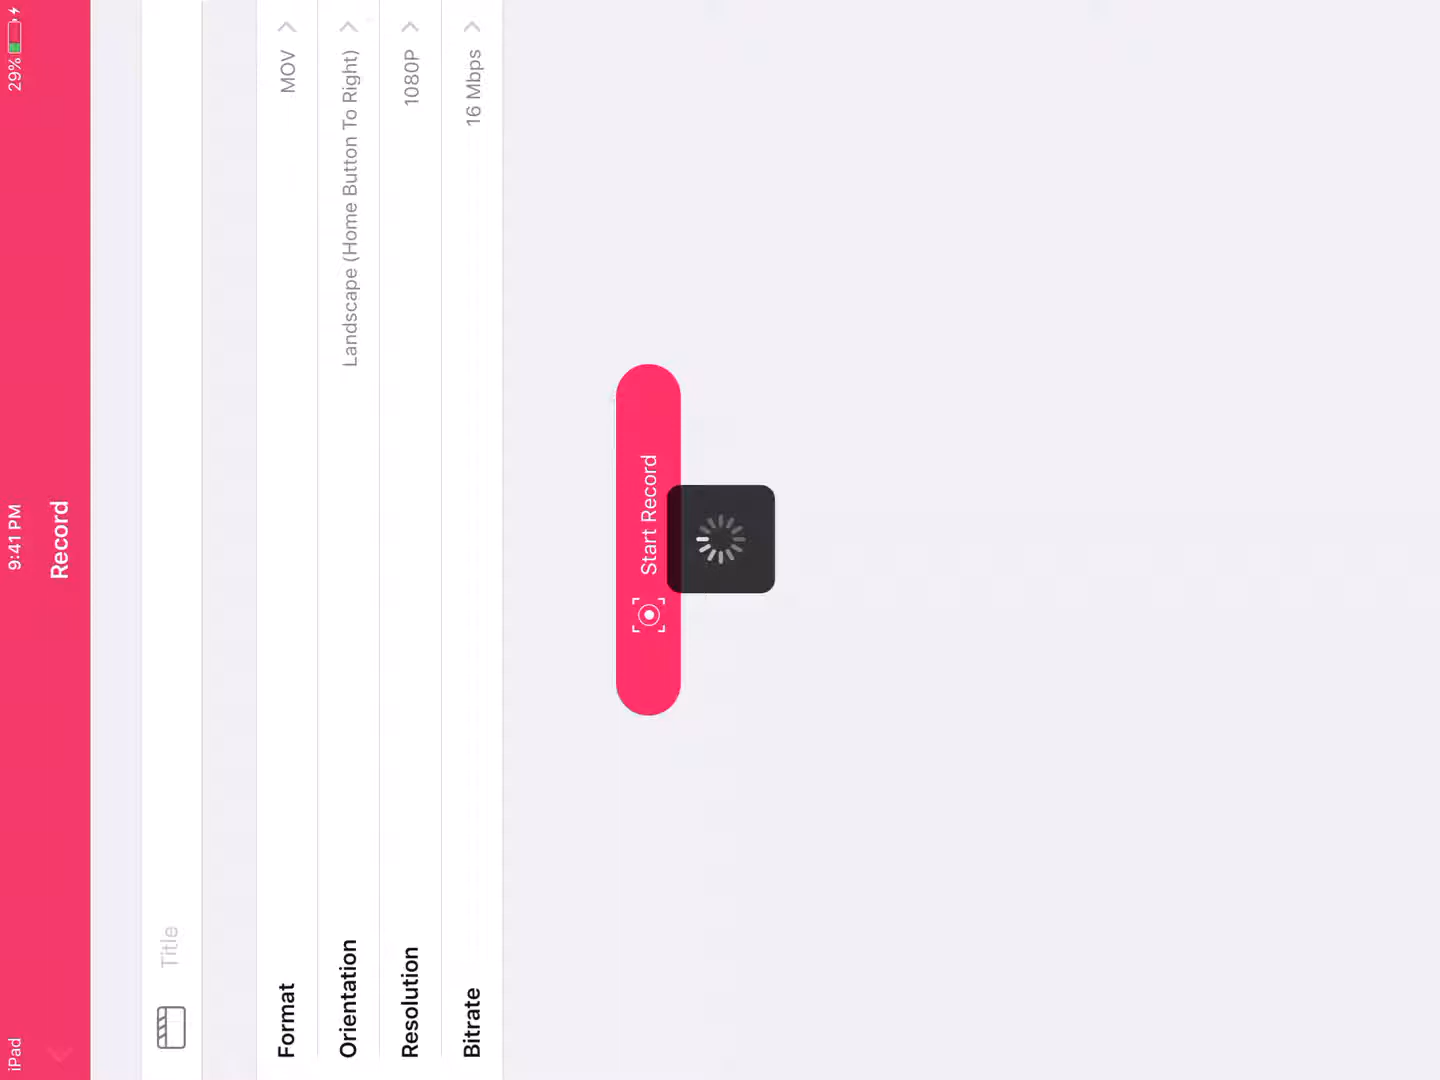 iPad 9:41 PM 29%
Record
Title
Format MOV
Orientation Landscape (Home Button To Right)
Resolution 1080P
Bitrate 16 Mbps
Start Record